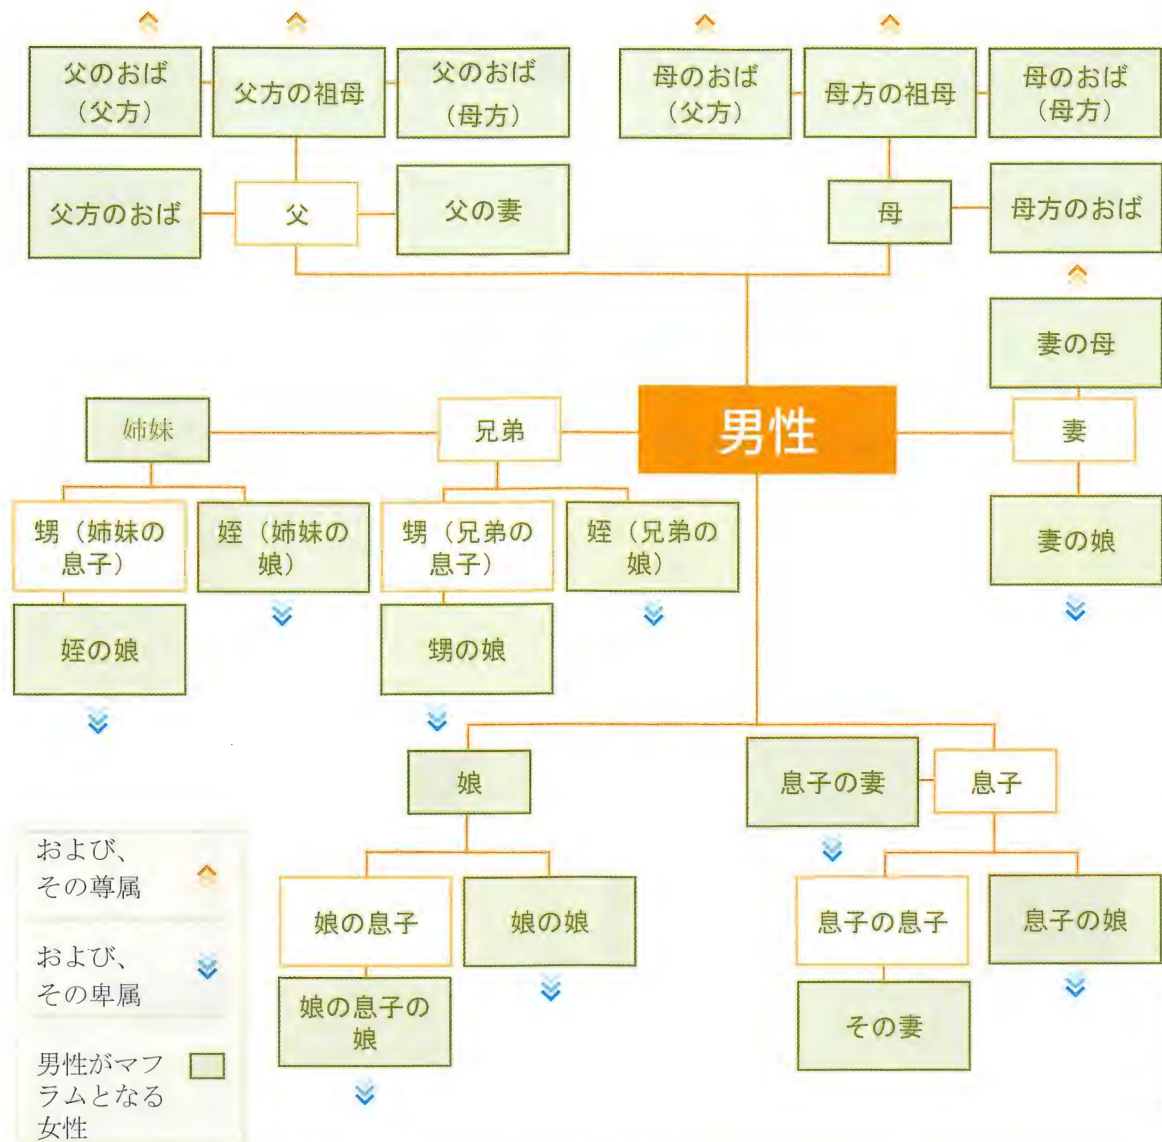 父のおば
（父方）
父方の祖母
父のおば
（母方）
母のおば
（父方）
母方の祖母
母のおば
（母方）
父方のおば
父
父の妻
母
母方のおば
妻の母
姉妹
兄弟
男性
妻
甥（姉妹の
息子）
姪（姉妹の
娘）
甥（兄弟の
息子）
姪（兄弟の
娘）
妻の娘
姪の娘
甥の娘
娘
息子の妻
息子
娘の息子
娘の娘
息子の息子
息子の娘
娘の息子の
娘
その妻
および、
その尊属
および、
その卑属
男性がマフ
ラムとなる
女性